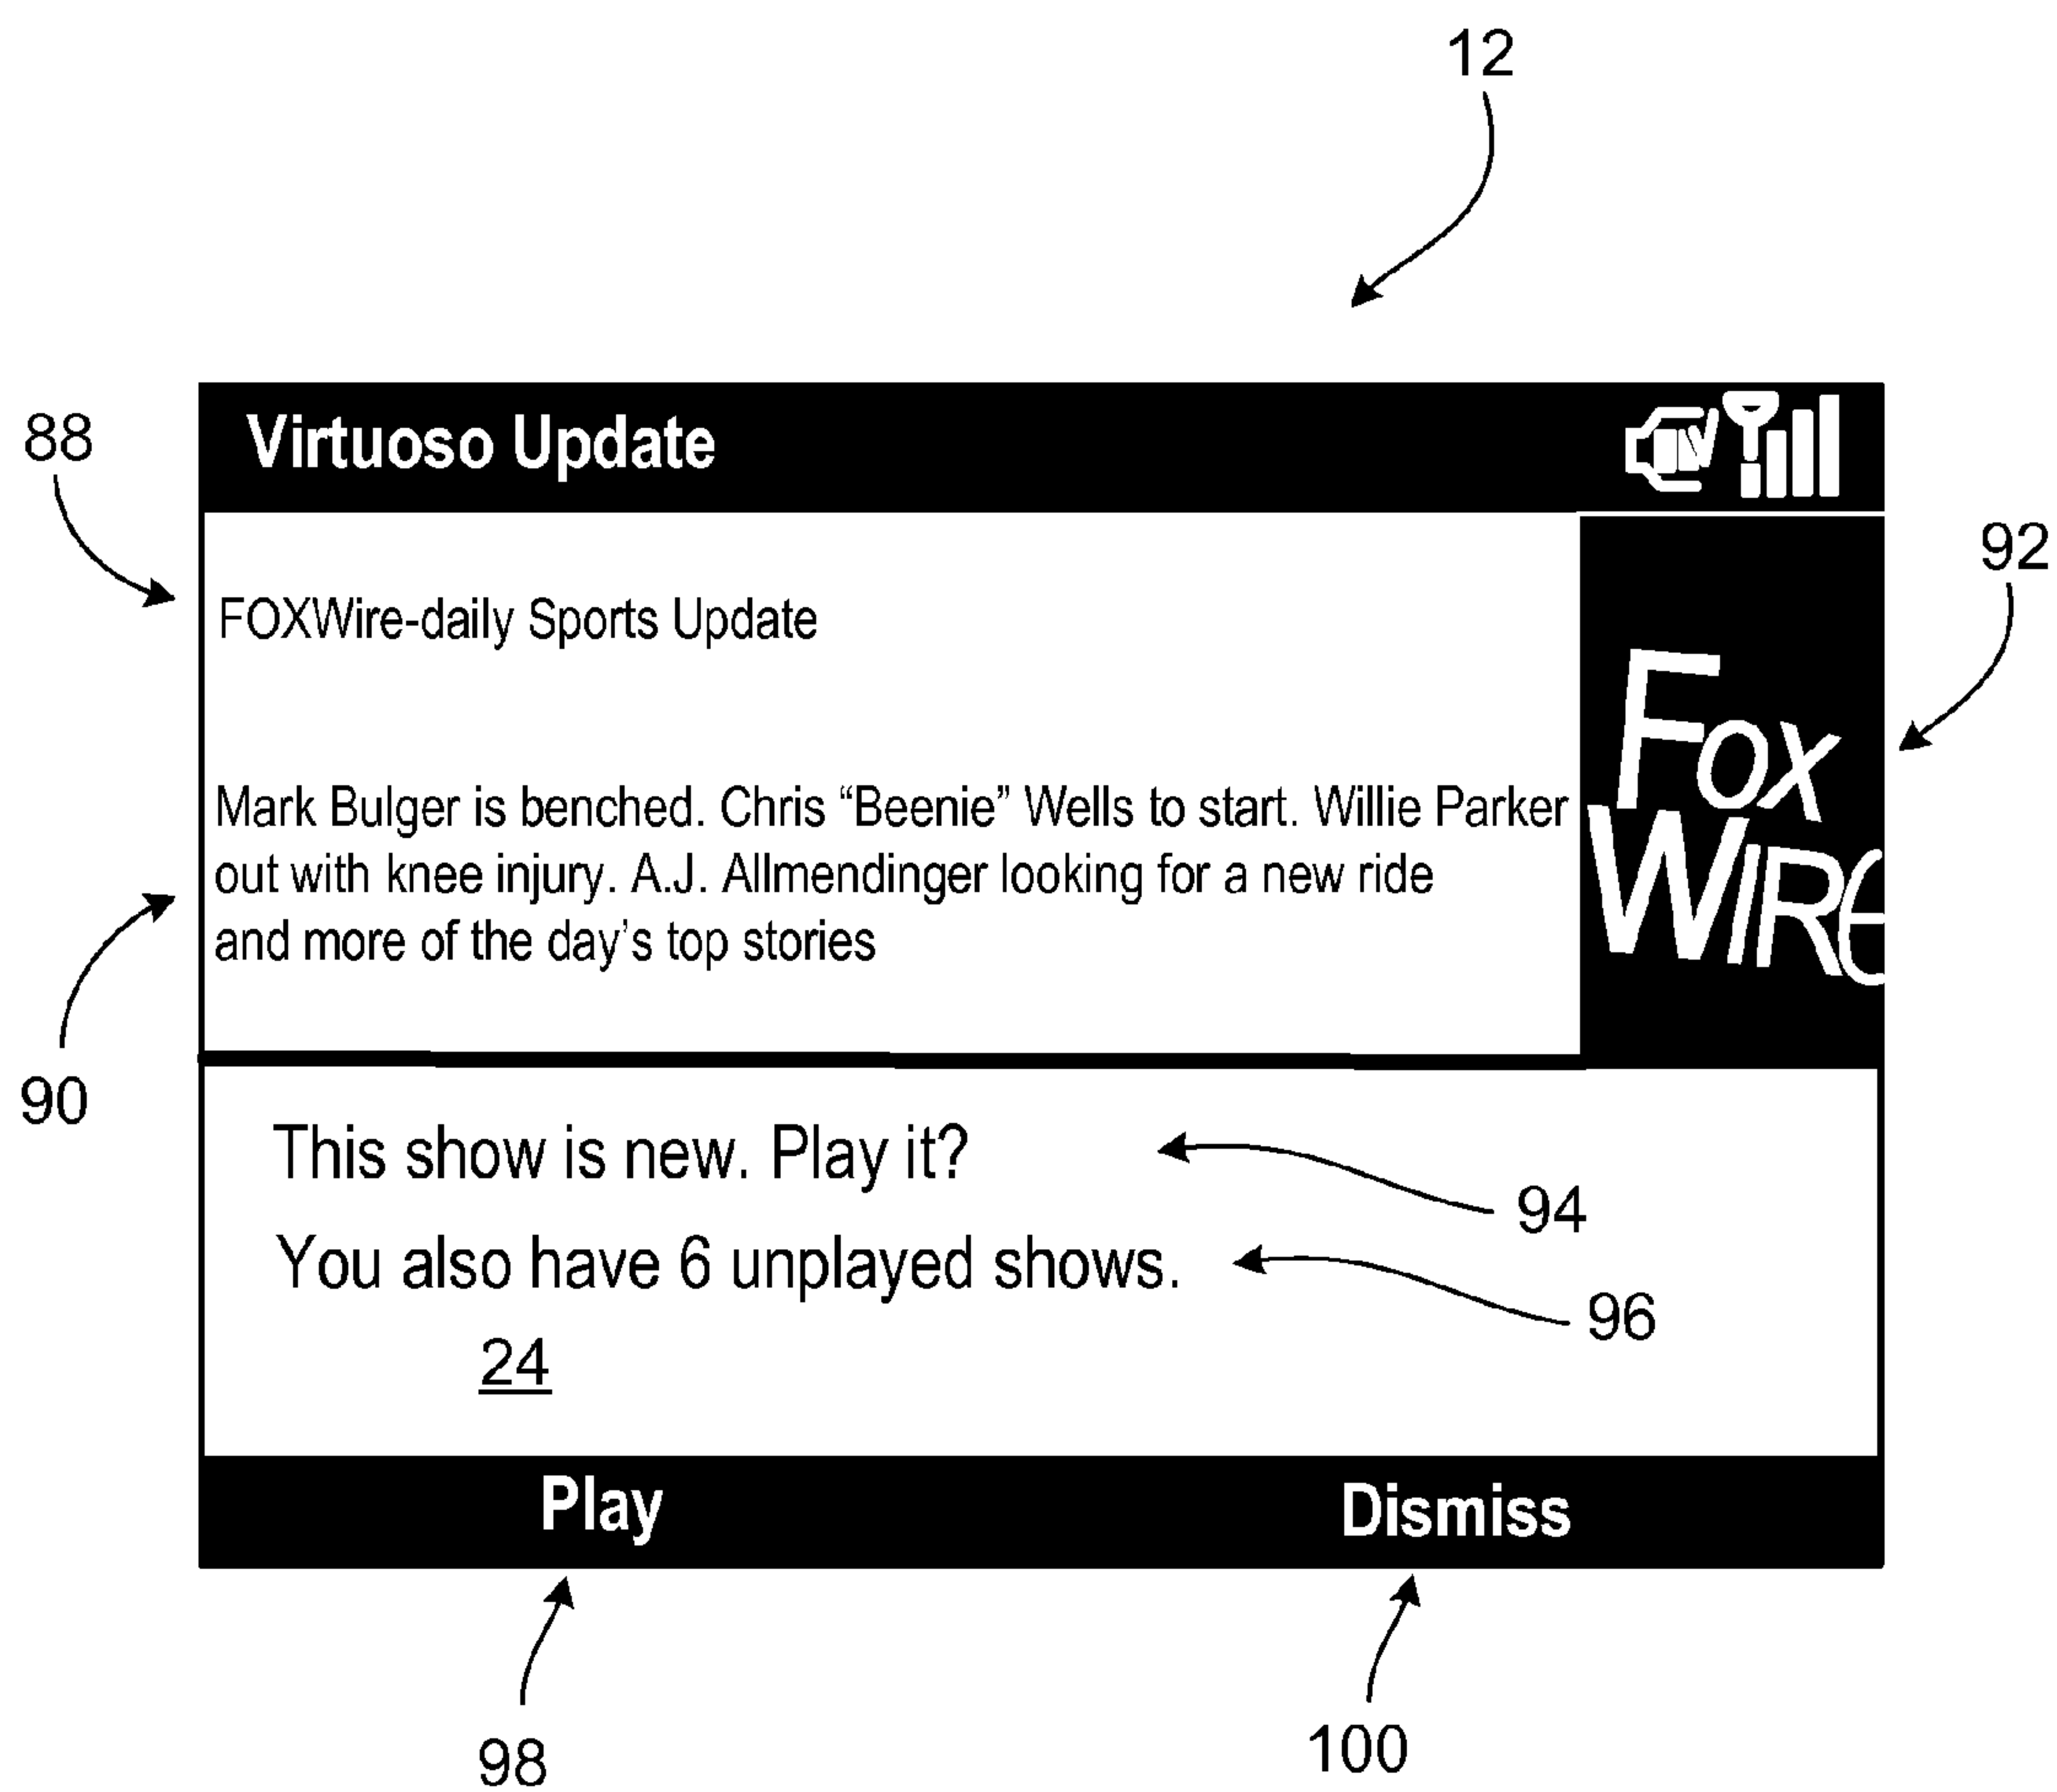 12
88
Virtuoso Update
92
FOXWire-daily Sports Update
Fox
WIRe
Mark Bulger is benched. Chris “Beenie” Wells to start. Willie Parker
out with knee injury. A.J. Allmendinger looking for a new ride
and more of the day’s top stories
90
This show is new. Play it?
94
You also have 6 unplayed shows.
96
24
Play
Dismiss
98
100